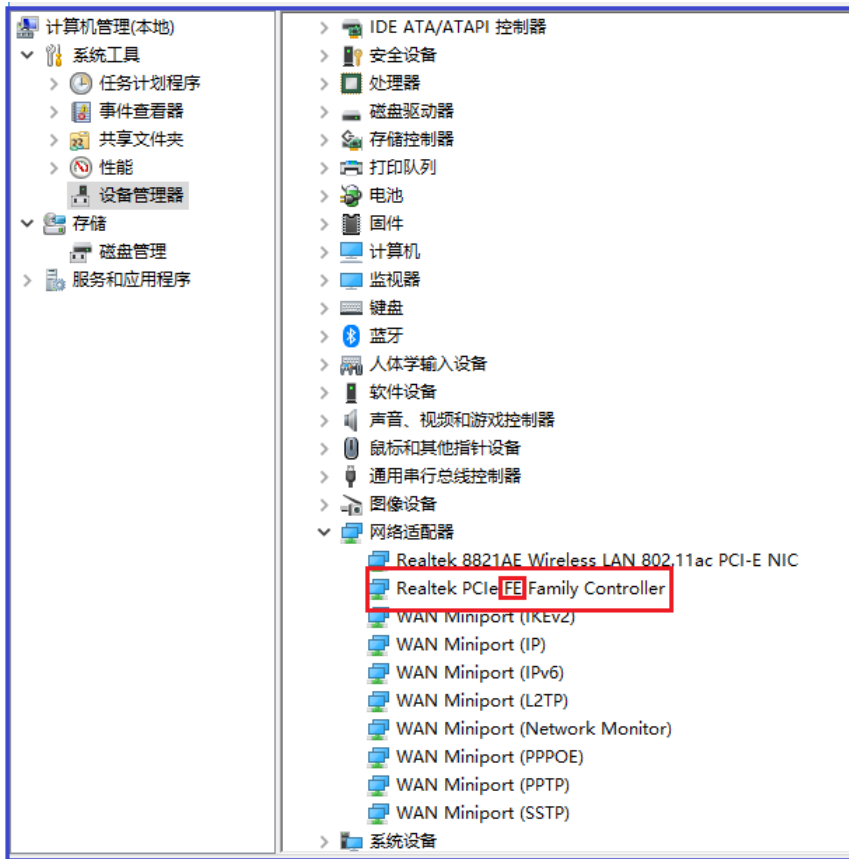 计算机管理(本地)
系统工具
任务计划程序
事件查看器
共享文件夹
性能
设备管理器
存储
磁盘管理
服务和应用程序
IDE ATA/ATAPI 控制器
安全设备
处理器
磁盘驱动器
存储控制器
打印队列
电池
固件
计算机
监视器
键盘
蓝牙
人体学输入设备
软件设备
声音、视频和游戏控制器
鼠标和其他指针设备
通用串行总线控制器
图像设备
网络适配器
Realtek 8821AE Wireless LAN 802.11ac PCI-E NIC
Realtek PCIe FE Family Controller
WAN Miniport (IKEv2)
WAN Miniport (IP)
WAN Miniport (IPv6)
WAN Miniport (L2TP)
WAN Miniport (Network Monitor)
WAN Miniport (PPPOE)
WAN Miniport (PPTP)
WAN Miniport (SSTP)
系统设备